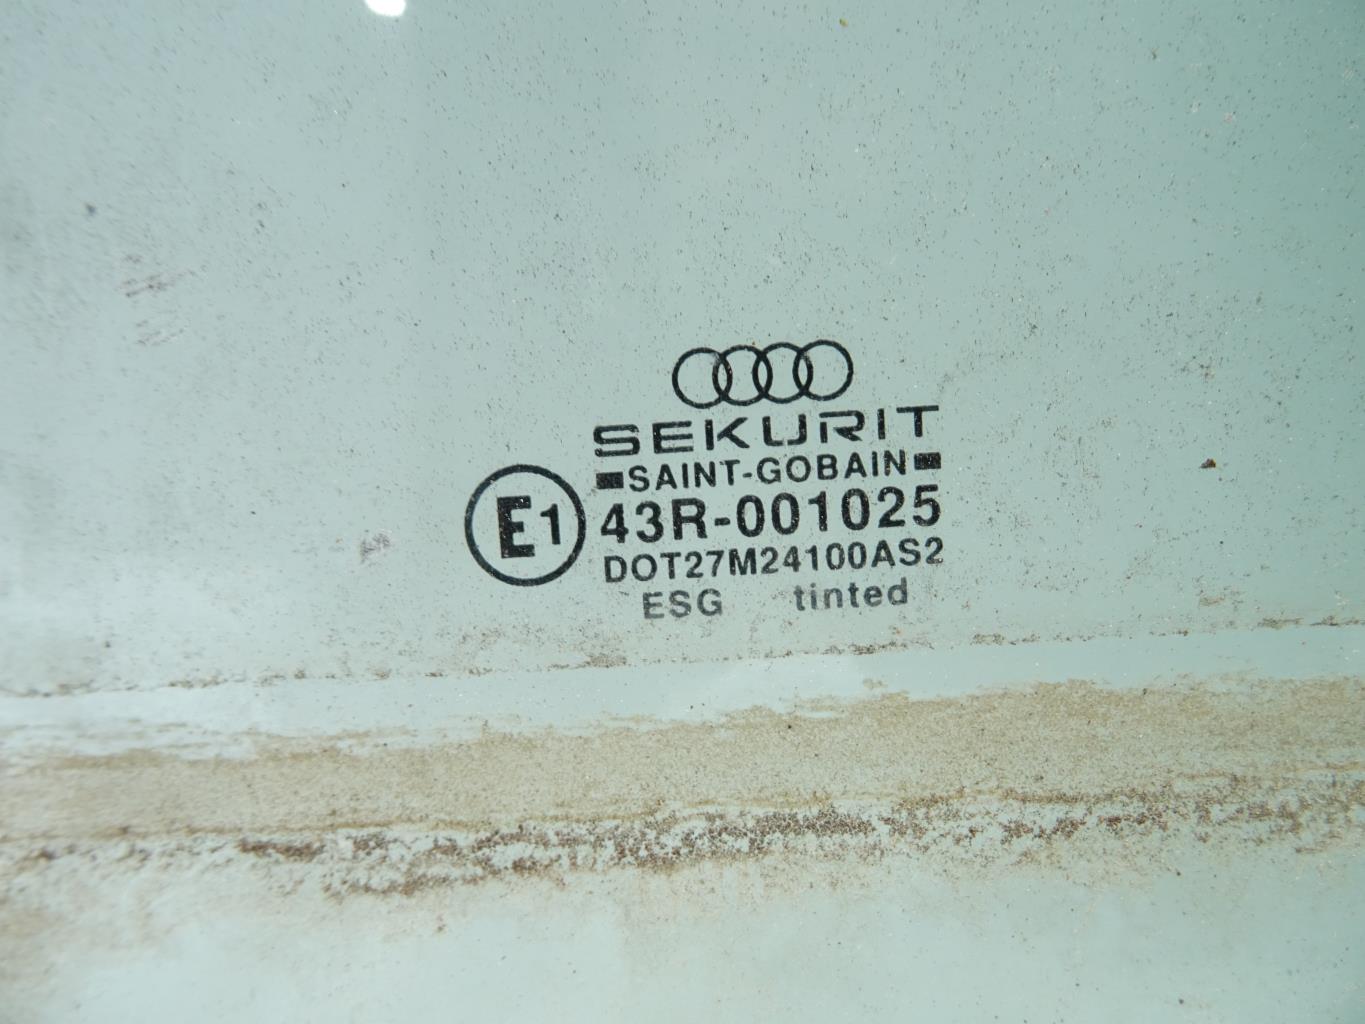 SEKURIT
SAINT-GOBAIN
E1 43R-001025
DOT27M24100AS2
ESG tinted